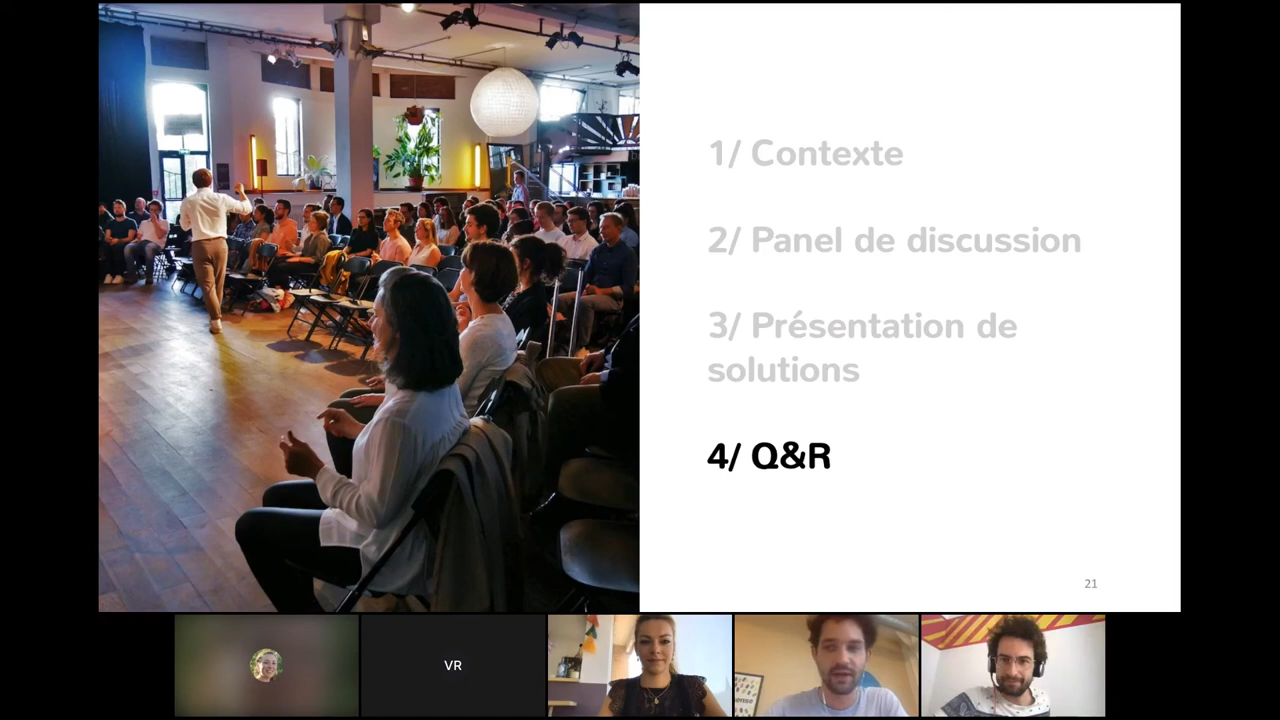 1/ Contexte
2/ Panel de discussion
3/ Présentation de
solutions
4/ Q&R
21
VR